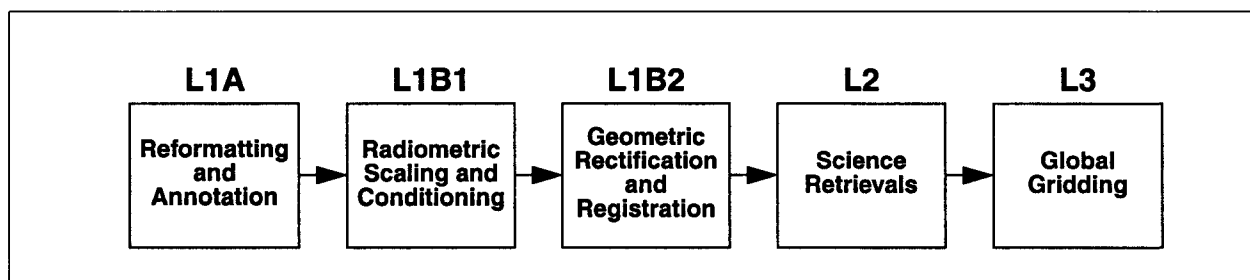 L1A
Reformatting
and
Annotation
L1B1
Radiometric
Scaling and
Conditioning
L1B2
Geometric
Rectification
and
Registration
L2
Science
Retrievals
L3
Global
Gridding